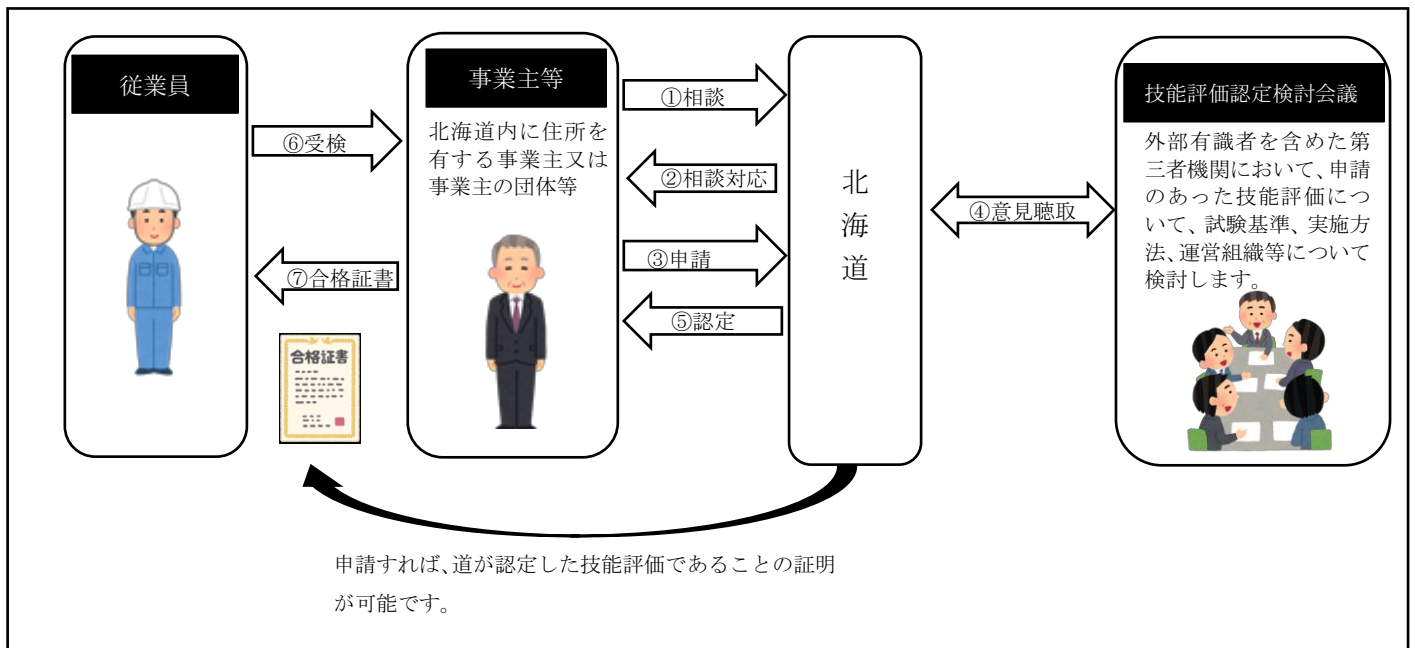 従業員
⑥受検
⑦合格証書
合格証書
事業主等
北海道内に住所を
有する事業主又は
事業主の団体等
①相談
②相談対応
③申請
⑤認定
北海道
④意見聴取
技能評価認定検討会議
外部有識者を含めた第
三者機関において、申請
のあった技能評価につ
いて、試験基準、実施方
法、運営組織等について
検討します。
申請すれば、道が認定した技能評価であることの証明
が可能です。